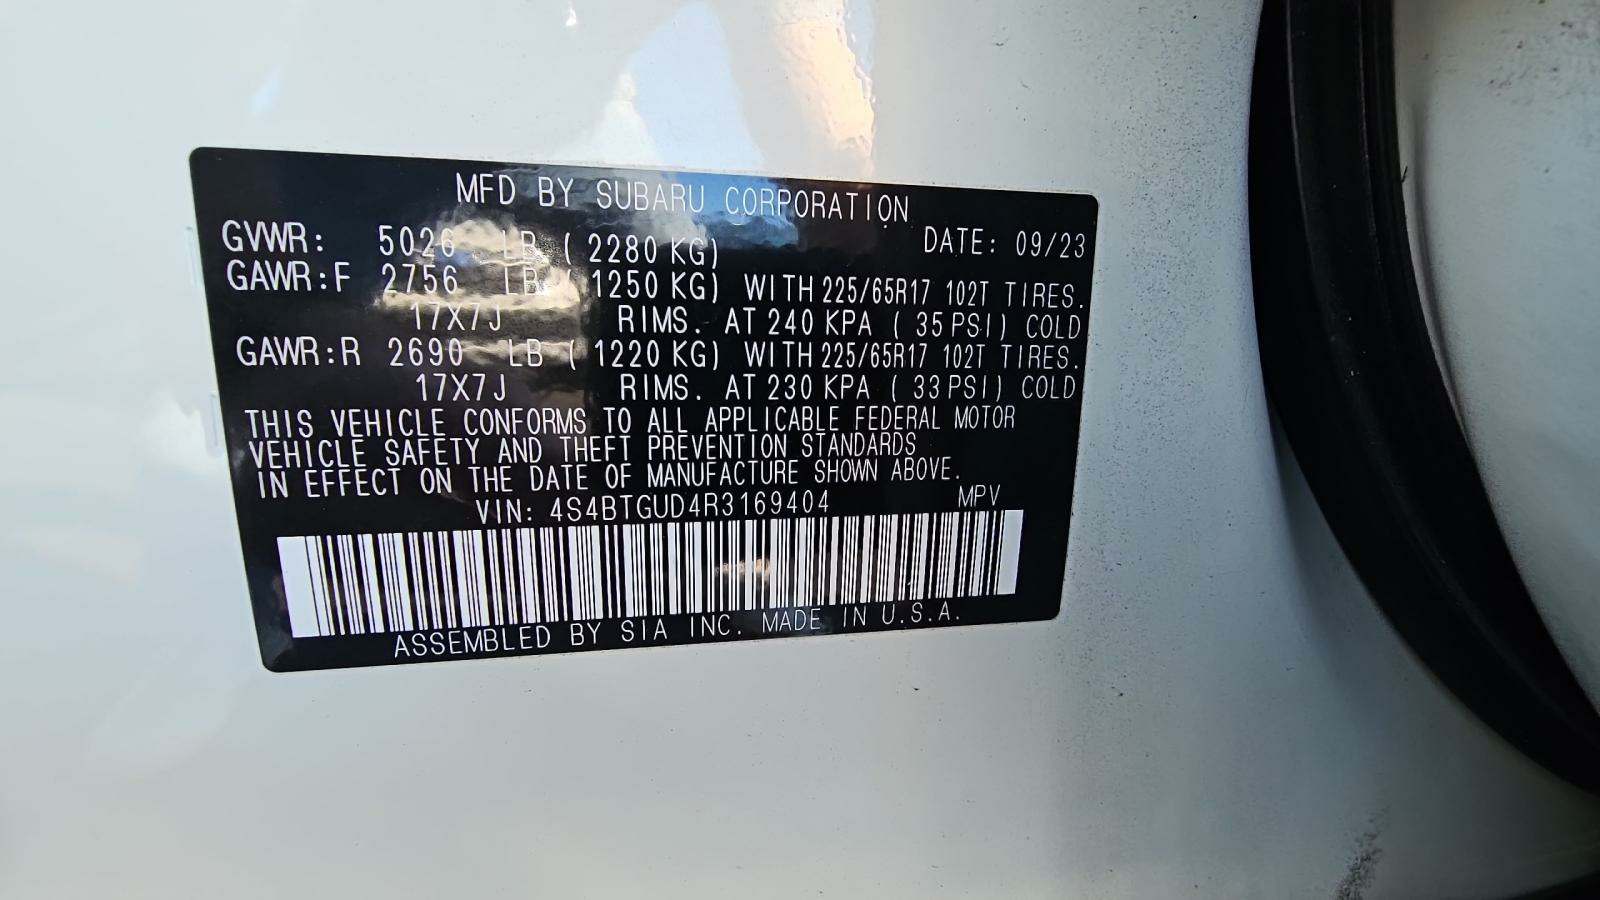 MFD BY SUBARU CORPORATION
GVWR: 5026 LB ( 2280 KG) DATE: 09/23
GAWR:F 2756 LB ( 1250 KG) WITH 225/65R17 102T TIRES.
17X7J RIMS. AT 240 KPA ( 35 PSI) COLD
GAWR:R 2690 LB ( 1220 KG) WITH 225/65R17 102T TIRES.
17X7J RIMS. AT 230 KPA ( 33 PSI) COLD
THIS VEHICLE CONFORMS TO ALL APPLICABLE FEDERAL MOTOR
VEHICLE SAFETY AND THEFT PREVENTION STANDARDS
IN EFFECT ON THE DATE OF MANUFACTURE SHOWN ABOVE.
VIN: 4S4BTGUD4R3169404 MPV
ASSEMBLED BY SIA INC. MADE IN U.S.A.